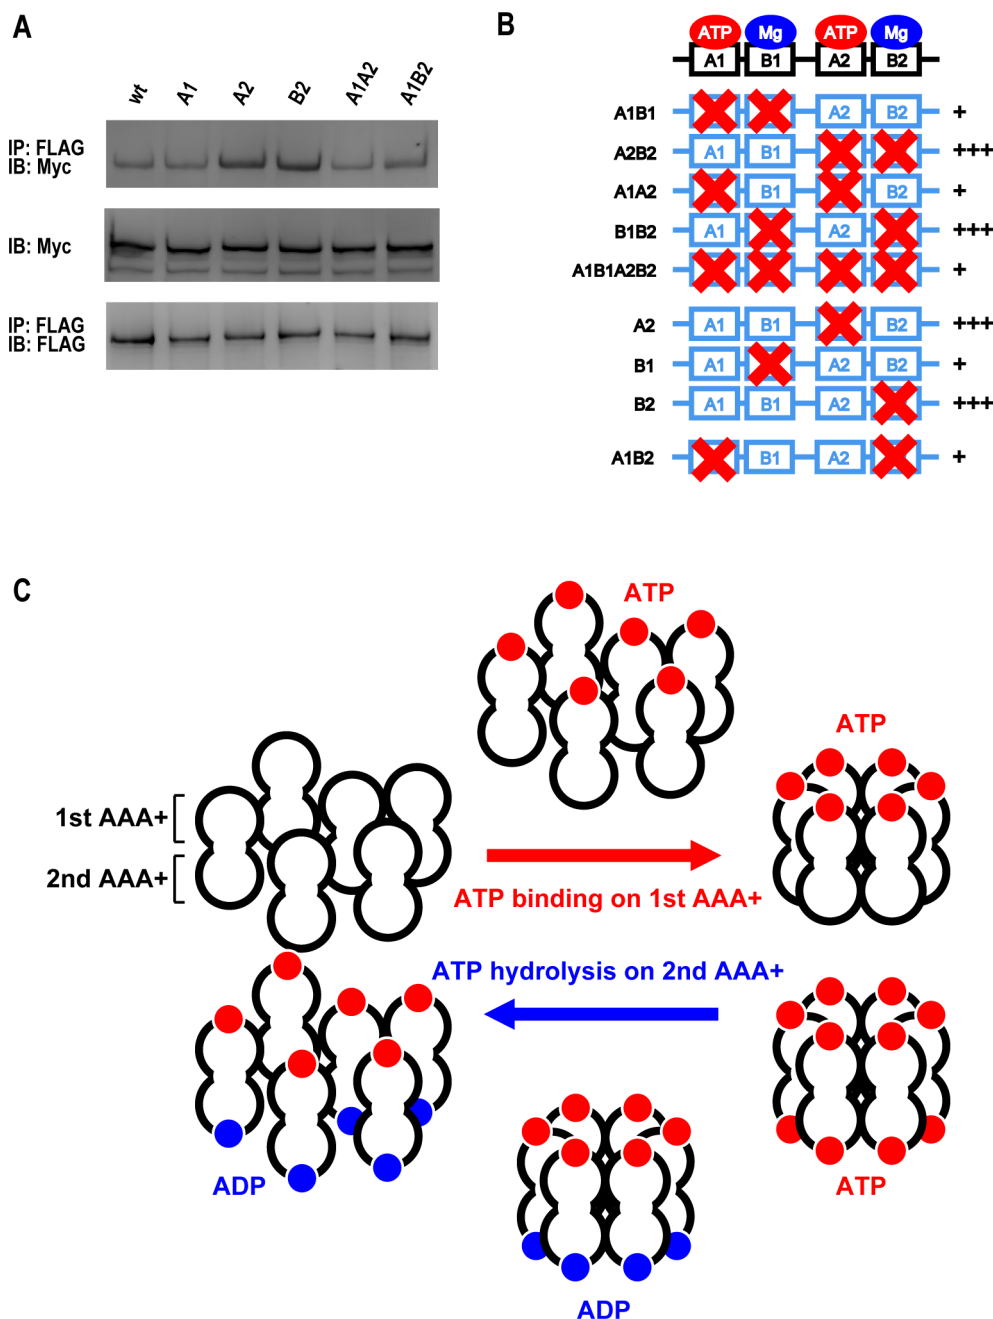 A
wt A1 A2 B2 A1A2 A1B2
IP: FLAG
IB: Myc
IB: Myc
IP: FLAG
IB: FLAG
B
ATP Mg ATP Mg
A1 B1 A2 B2
A1B1 A2 B2 +
A2B2 A1 B1 +++
A1A2 B1 B2 +
B1B2 A1 A2 +++
A1B1A2B2 +
A2 A1 B1 B2 +++
B1 A1 A2 B2 +
B2 A1 B1 A2 +++
A1B2 B1 A2 +
C
ATP
ATP
1st AAA+
2nd AAA+
ATP binding on 1st AAA+
ATP hydrolysis on 2nd AAA+
ADP
ATP
ADP